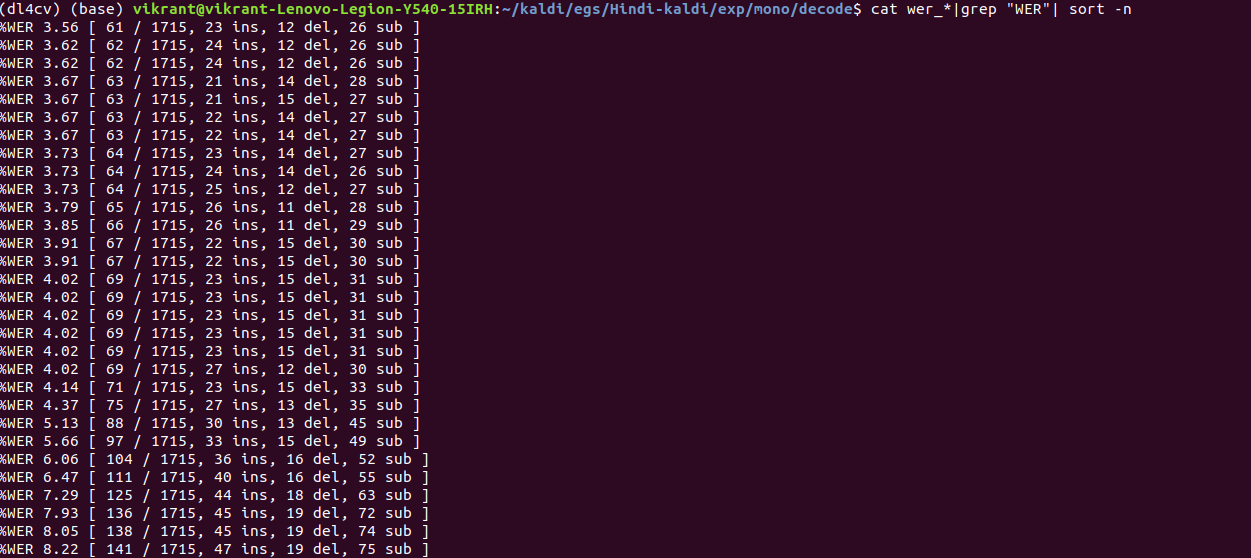 (dl4cv) (base) vikrant@vikrant-Lenovo-Legion-Y540-15IRH:~/kaldi/egs/Hindi-kaldi/exp/mono/decode$ cat wer_*|grep "WER"| sort -n
%WER 3.56 [ 61 / 1715, 23 ins, 12 del, 26 sub ]
%WER 3.62 [ 62 / 1715, 24 ins, 12 del, 26 sub ]
%WER 3.62 [ 62 / 1715, 24 ins, 12 del, 26 sub ]
%WER 3.67 [ 63 / 1715, 21 ins, 14 del, 28 sub ]
%WER 3.67 [ 63 / 1715, 21 ins, 15 del, 27 sub ]
%WER 3.67 [ 63 / 1715, 22 ins, 14 del, 27 sub ]
%WER 3.67 [ 63 / 1715, 22 ins, 14 del, 27 sub ]
%WER 3.73 [ 64 / 1715, 23 ins, 14 del, 27 sub ]
%WER 3.73 [ 64 / 1715, 24 ins, 14 del, 26 sub ]
%WER 3.73 [ 64 / 1715, 25 ins, 12 del, 27 sub ]
%WER 3.79 [ 65 / 1715, 26 ins, 11 del, 28 sub ]
%WER 3.85 [ 66 / 1715, 26 ins, 11 del, 29 sub ]
%WER 3.91 [ 67 / 1715, 22 ins, 15 del, 30 sub ]
%WER 3.91 [ 67 / 1715, 22 ins, 15 del, 30 sub ]
%WER 4.02 [ 69 / 1715, 23 ins, 15 del, 31 sub ]
%WER 4.02 [ 69 / 1715, 23 ins, 15 del, 31 sub ]
%WER 4.02 [ 69 / 1715, 23 ins, 15 del, 31 sub ]
%WER 4.02 [ 69 / 1715, 23 ins, 15 del, 31 sub ]
%WER 4.02 [ 69 / 1715, 23 ins, 15 del, 31 sub ]
%WER 4.02 [ 69 / 1715, 27 ins, 12 del, 30 sub ]
%WER 4.14 [ 71 / 1715, 23 ins, 15 del, 33 sub ]
%WER 4.37 [ 75 / 1715, 27 ins, 13 del, 35 sub ]
%WER 5.13 [ 88 / 1715, 30 ins, 13 del, 45 sub ]
%WER 5.66 [ 97 / 1715, 33 ins, 15 del, 49 sub ]
%WER 6.06 [ 104 / 1715, 36 ins, 16 del, 52 sub ]
%WER 6.47 [ 111 / 1715, 40 ins, 16 del, 55 sub ]
%WER 7.29 [ 125 / 1715, 44 ins, 18 del, 63 sub ]
%WER 7.93 [ 136 / 1715, 45 ins, 19 del, 72 sub ]
%WER 8.05 [ 138 / 1715, 45 ins, 19 del, 74 sub ]
%WER 8.22 [ 141 / 1715, 47 ins, 19 del, 75 sub ]